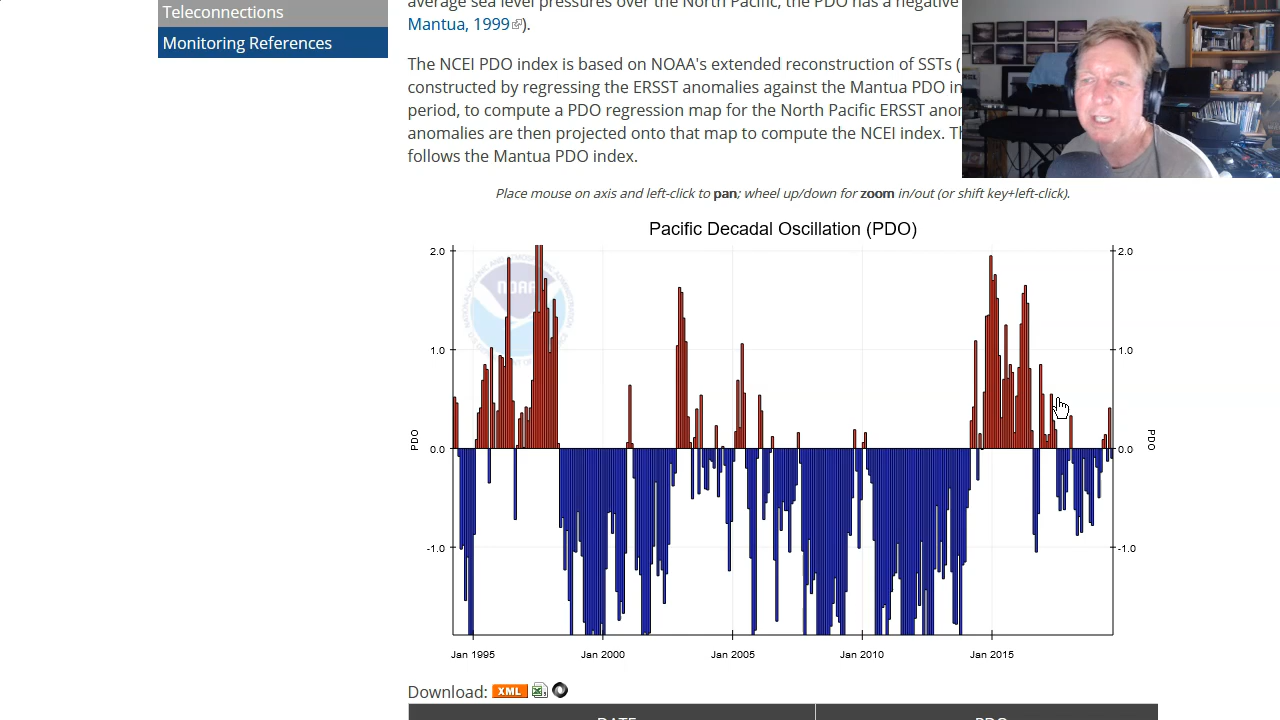 Teleconnections
Monitoring References
average sea level pressures over the North Pacific, the PDO has a negative
Mantua, 1999).
The NCEI PDO index is based on NOAA's extended reconstruction of SSTs (
constructed by regressing the ERSST anomalies against the Mantua PDO in
period, to compute a PDO regression map for the North Pacific ERSST anom
anomalies are then projected onto that map to compute the NCEI index. Th
follows the Mantua PDO index.
Place mouse on axis and left-click to pan; wheel up/down for zoom in/out (or shift key+left-click).
Pacific Decadal Oscillation (PDO)
2.0 2.0
NOAA
1.0 1.0
PDO 0.0 0.0 PDO
-1.0 -1.0
Jan 1995 Jan 2000 Jan 2005 Jan 2010 Jan 2015
Download: XML
DATE PDO